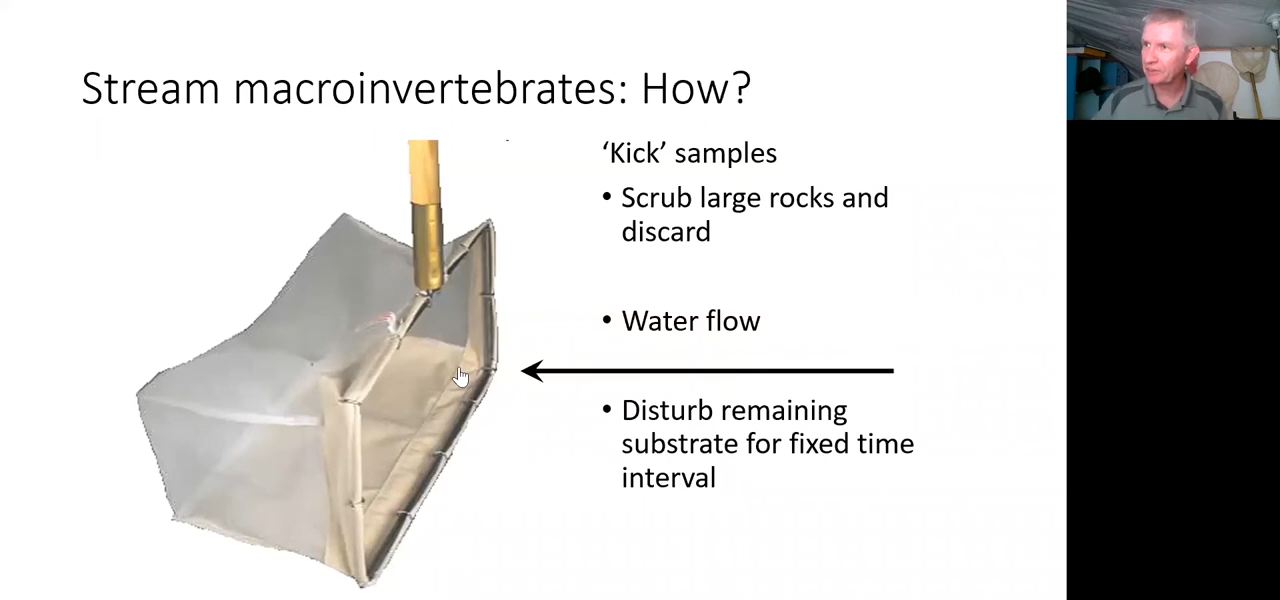 Stream macroinvertebrates: How?
‘Kick’ samples
• Scrub large rocks and
discard
• Water flow
• Disturb remaining
substrate for fixed time
interval